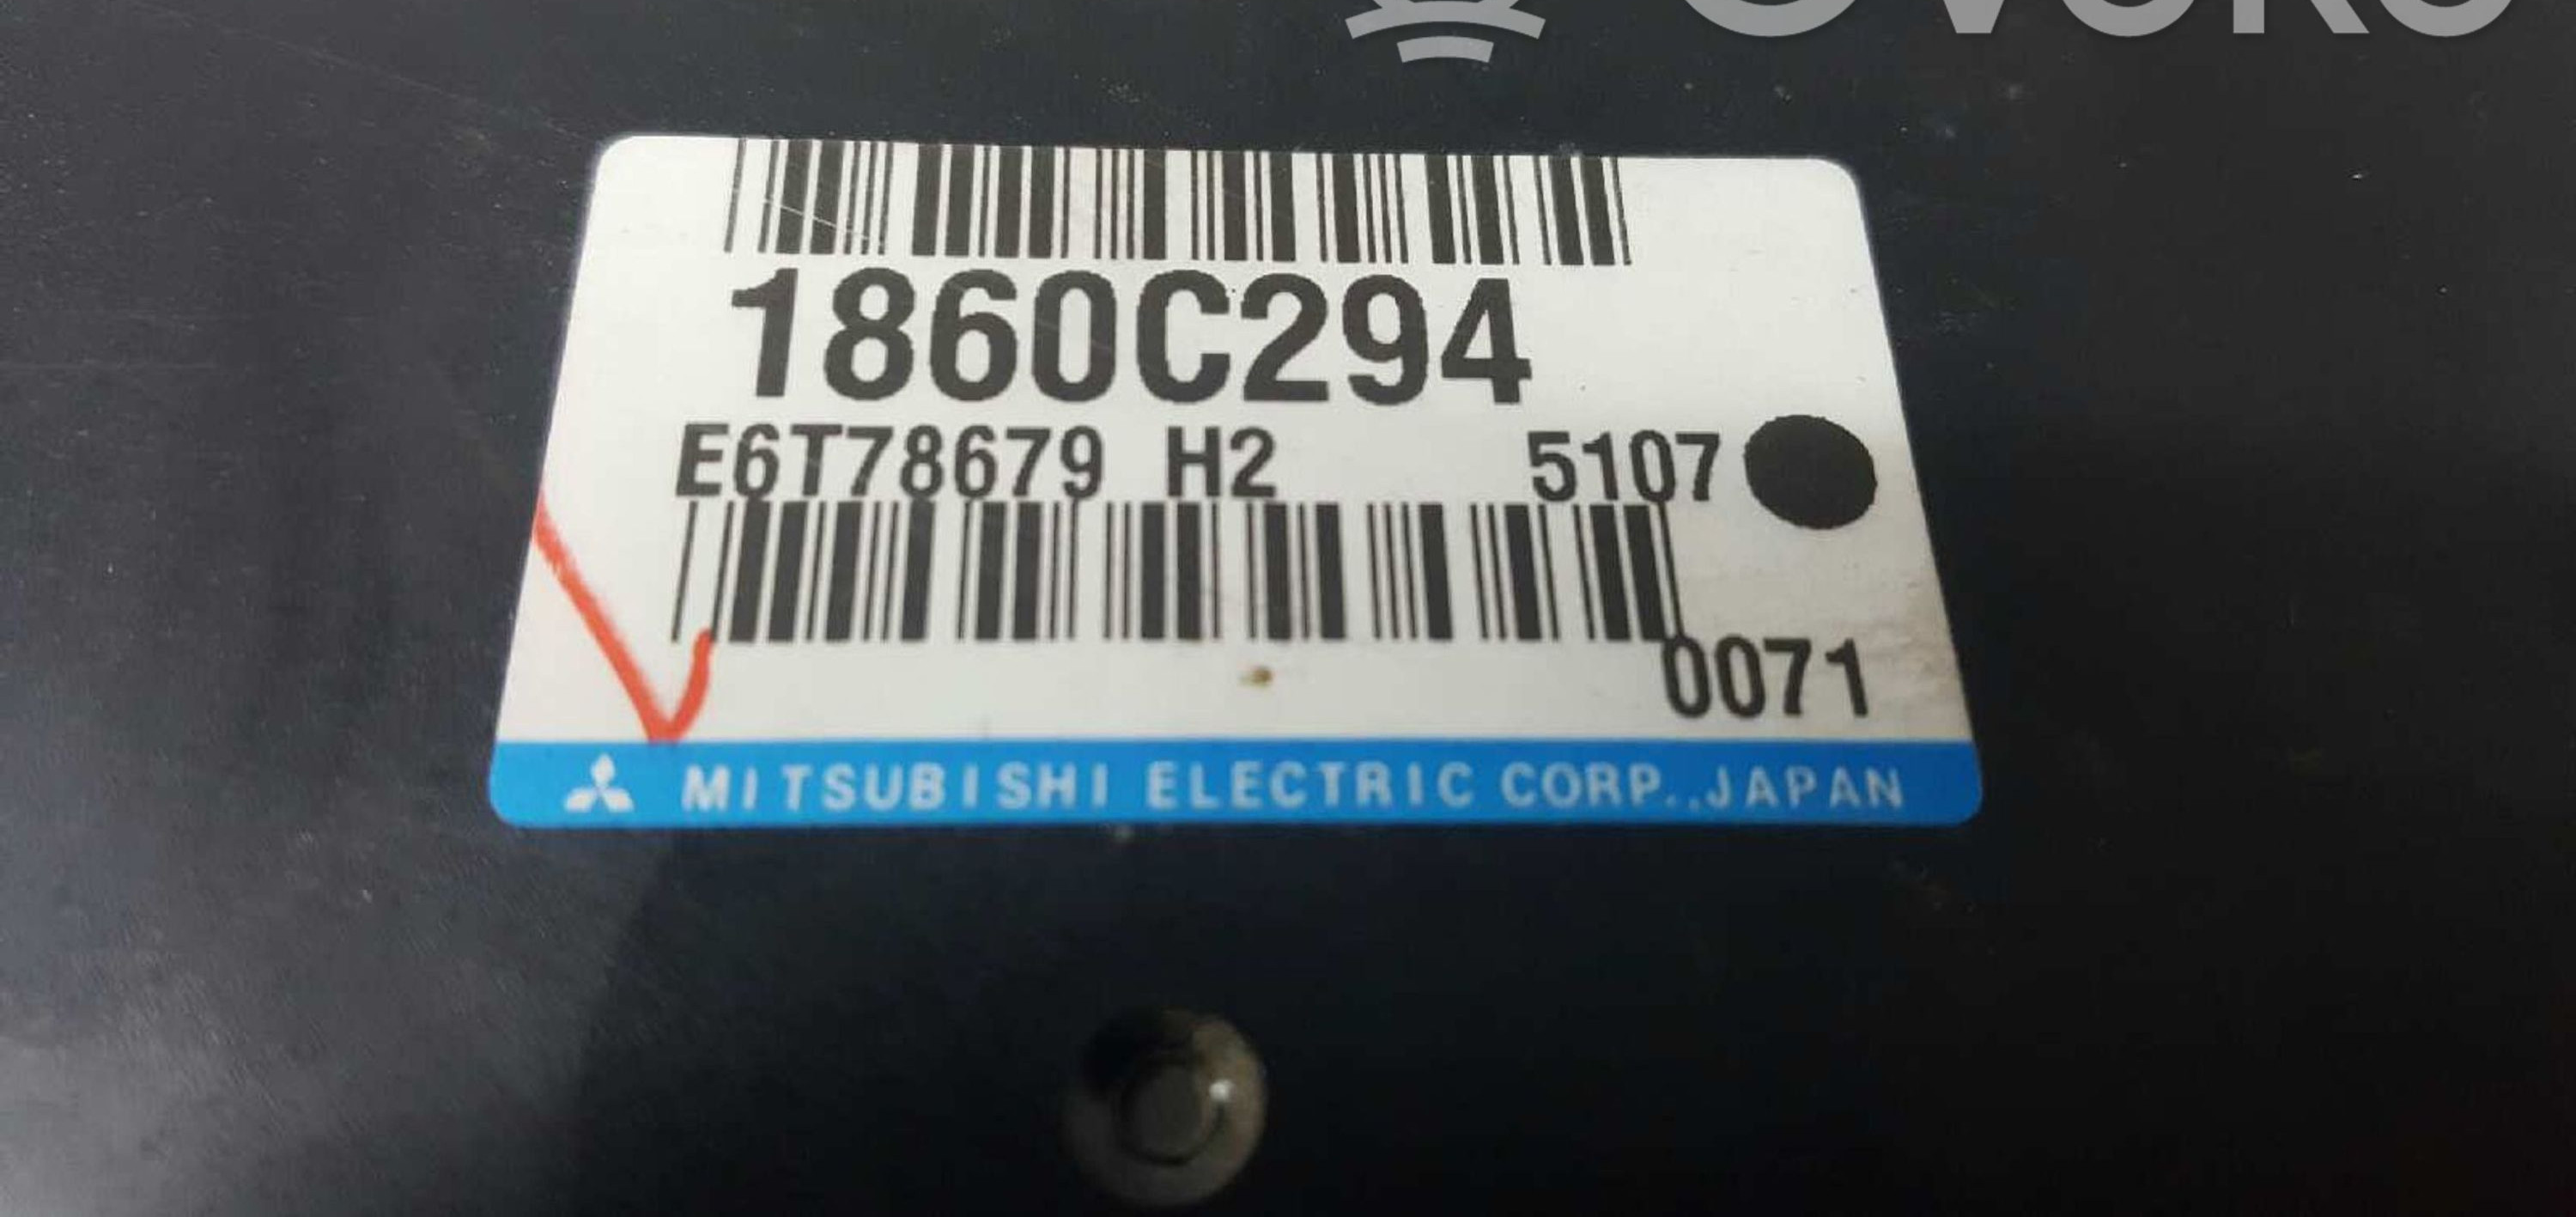 1860C294
E6T78679 H2 5107
0071
MITSUBISHI ELECTRIC CORP.,JAPAN